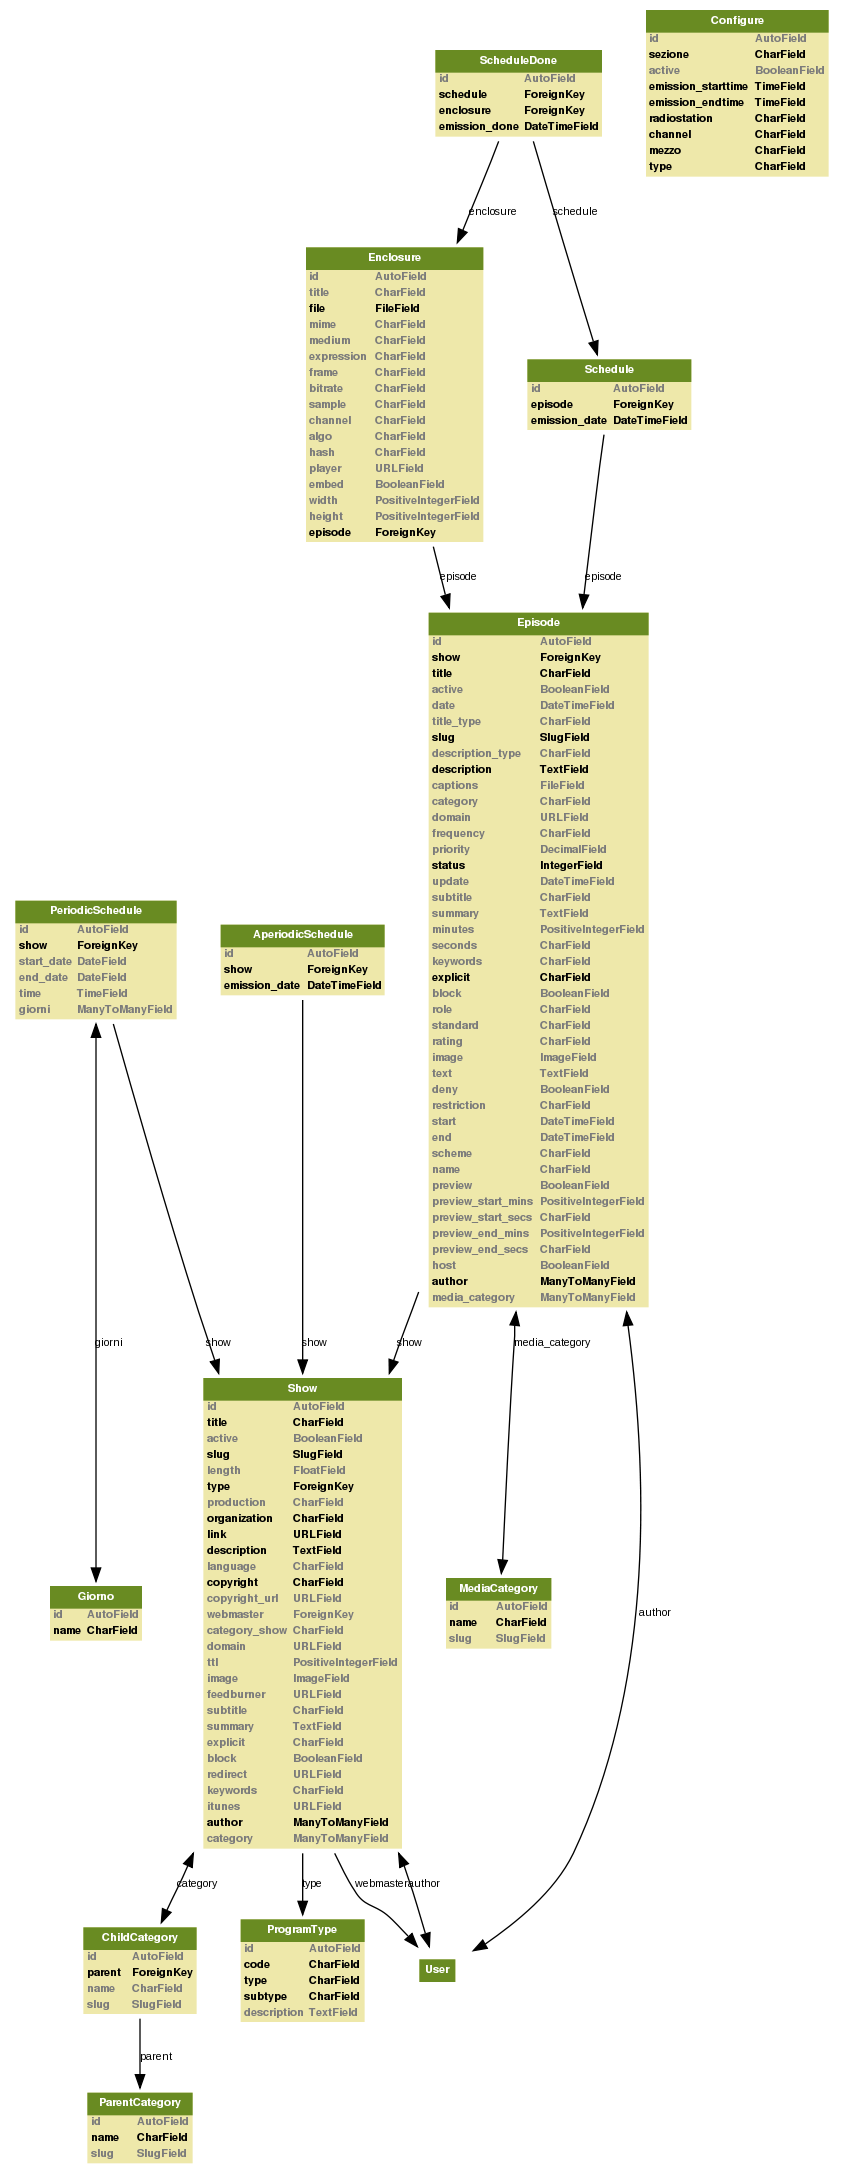 Configure
id AutoField
sezione CharField
active BooleanField
emission_starttime TimeField
emission_endtime TimeField
radiostation CharField
channel CharField
mezzo CharField
type CharField
ScheduleDone
id AutoField
schedule ForeignKey
enclosure ForeignKey
emission_done DateTimeField
enclosure
schedule
Enclosure
id AutoField
title CharField
file FileField
mime CharField
medium CharField
expression CharField
frame CharField
bitrate CharField
sample CharField
channel CharField
algo CharField
hash CharField
player URLField
embed BooleanField
width PositiveIntegerField
height PositiveIntegerField
episode ForeignKey
Schedule
id AutoField
episode ForeignKey
emission_date DateTimeField
episode
episode
Episode
id AutoField
show ForeignKey
title CharField
active BooleanField
date DateTimeField
title_type CharField
slug SlugField
description_type CharField
description TextField
captions FileField
category CharField
domain URLField
frequency CharField
priority DecimalField
status IntegerField
update DateTimeField
subtitle CharField
summary TextField
minutes PositiveIntegerField
seconds CharField
keywords CharField
explicit CharField
block BooleanField
role CharField
standard CharField
rating CharField
image ImageField
text TextField
deny BooleanField
restriction CharField
start DateTimeField
end DateTimeField
scheme CharField
name CharField
preview BooleanField
preview_start_mins PositiveIntegerField
preview_start_secs CharField
preview_end_mins PositiveIntegerField
preview_end_secs CharField
host BooleanField
author ManyToManyField
media_category ManyToManyField
PeriodicSchedule
id AutoField
show ForeignKey
start_date DateField
end_date DateField
time TimeField
giorni ManyToManyField
AperiodicSchedule
id AutoField
show ForeignKey
emission_date DateTimeField
giorni
show
show
show
media_category
Show
id AutoField
title CharField
active BooleanField
slug SlugField
length FloatField
type ForeignKey
production CharField
organization CharField
link URLField
description TextField
language CharField
copyright CharField
copyright_url URLField
webmaster ForeignKey
category_show CharField
domain URLField
ttl PositiveIntegerField
image ImageField
feedburner URLField
subtitle CharField
summary TextField
explicit CharField
block BooleanField
redirect URLField
keywords CharField
itunes URLField
author ManyToManyField
category ManyToManyField
Giorno
id AutoField
name CharField
MediaCategory
id AutoField
name CharField
slug SlugField
author
category
type
webmaster
author
ChildCategory
id AutoField
parent ForeignKey
name CharField
slug SlugField
ProgramType
id AutoField
code CharField
type CharField
subtype CharField
description TextField
User
parent
ParentCategory
id AutoField
name CharField
slug SlugField